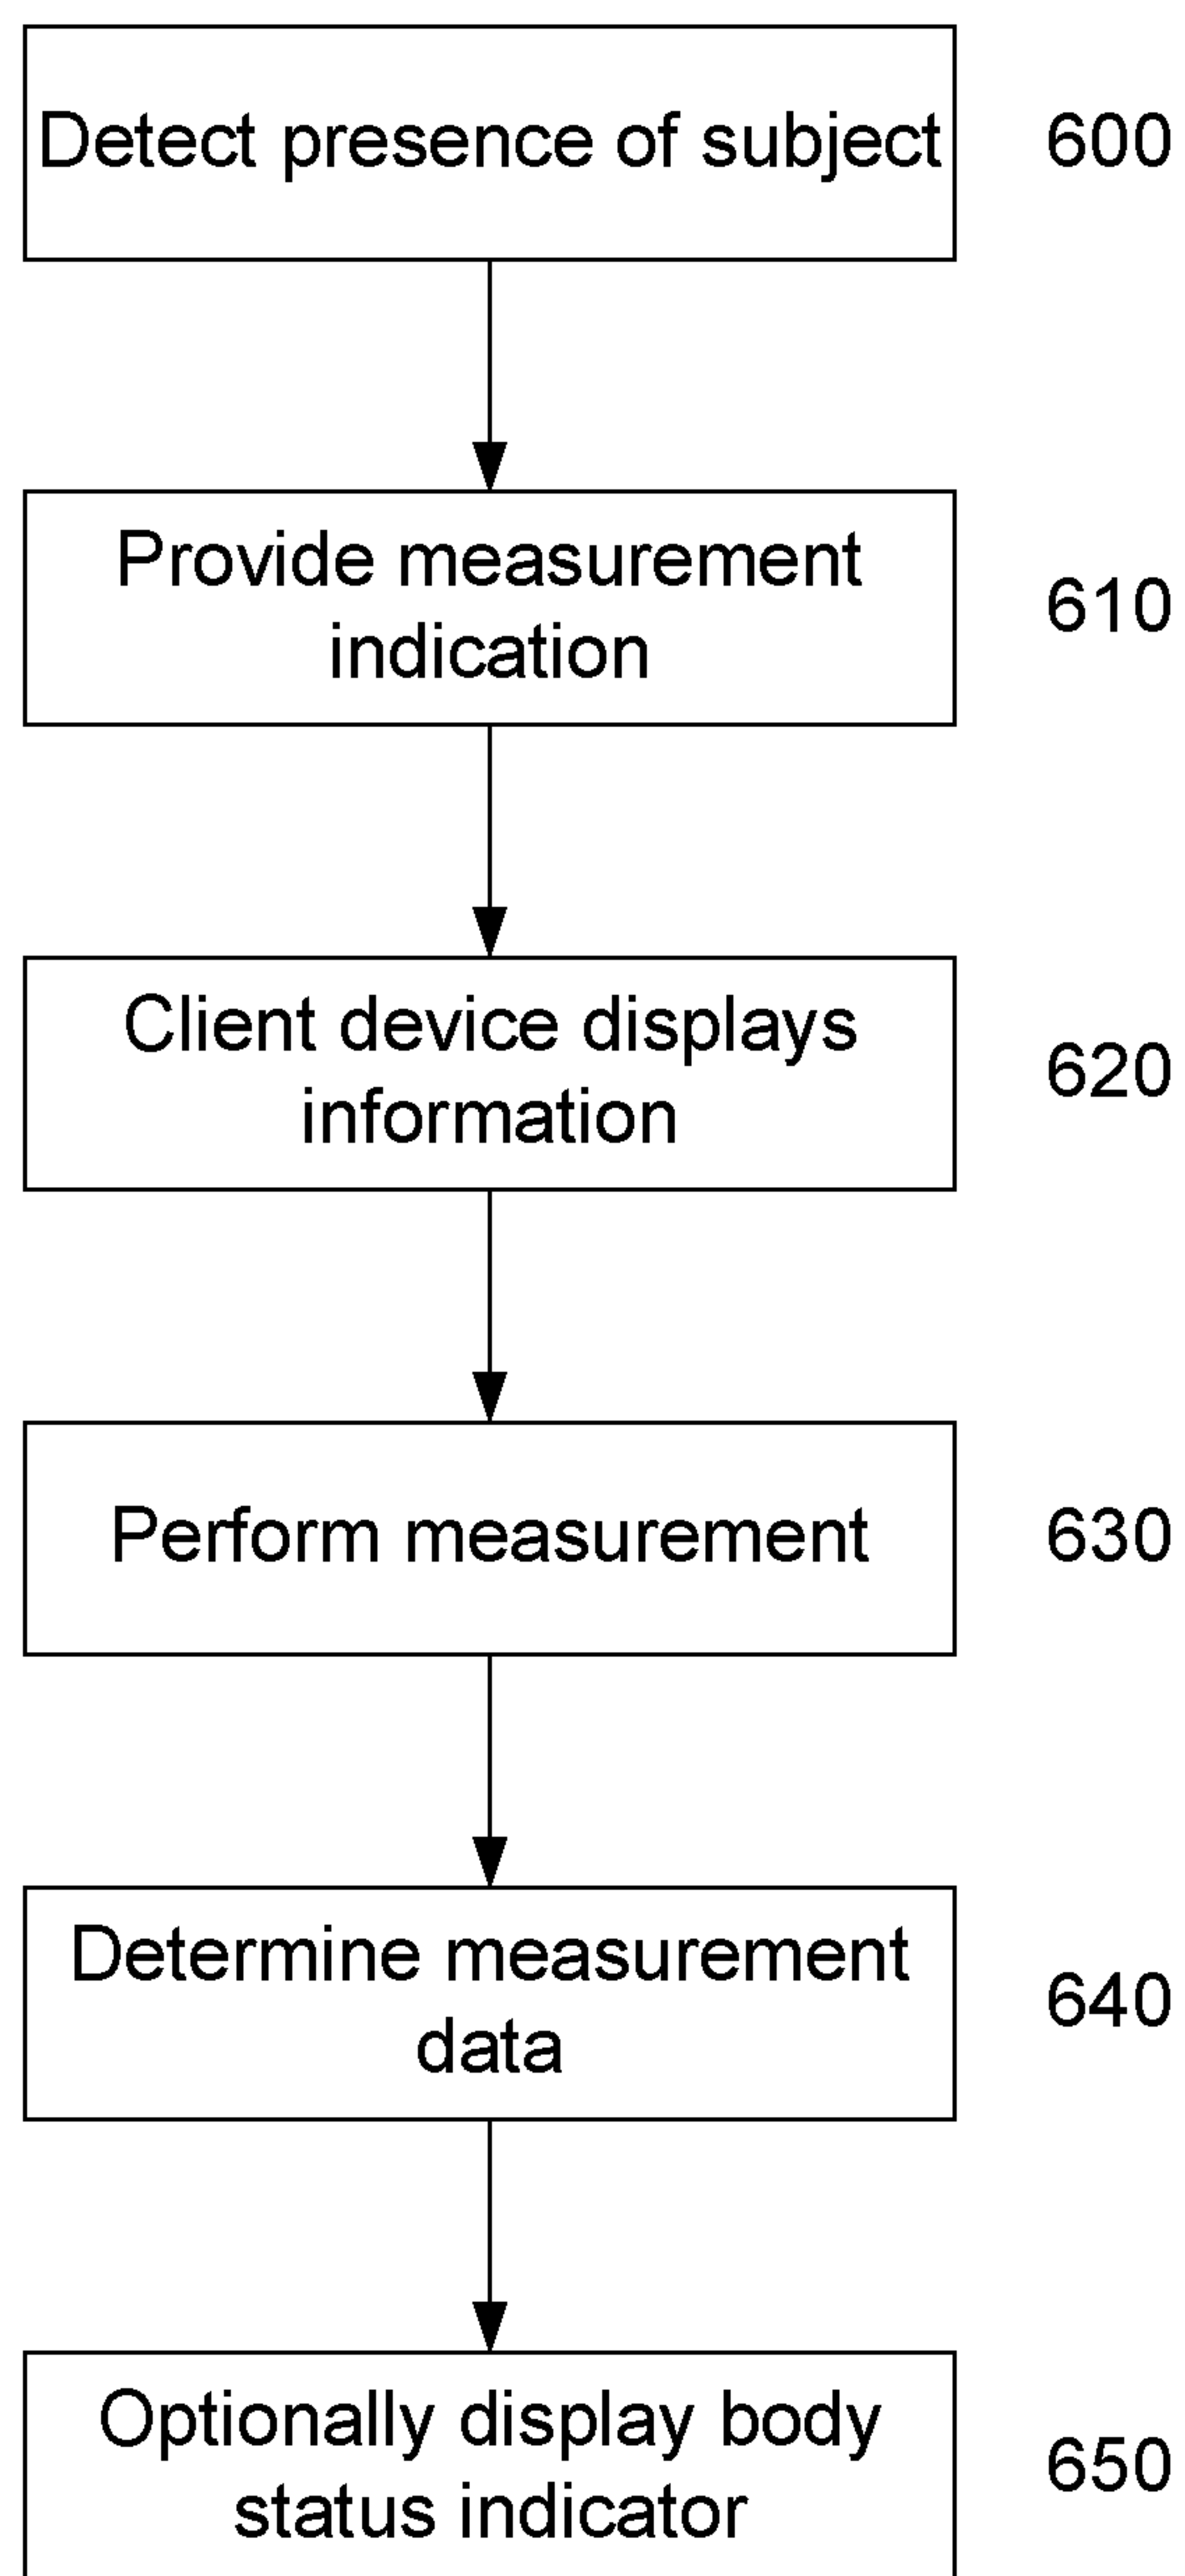 Detect presence of subject
600
Provide measurement
indication
610
Client device displays
information
620
Perform measurement
630
Determine measurement
data
640
Optionally display body
status indicator
650